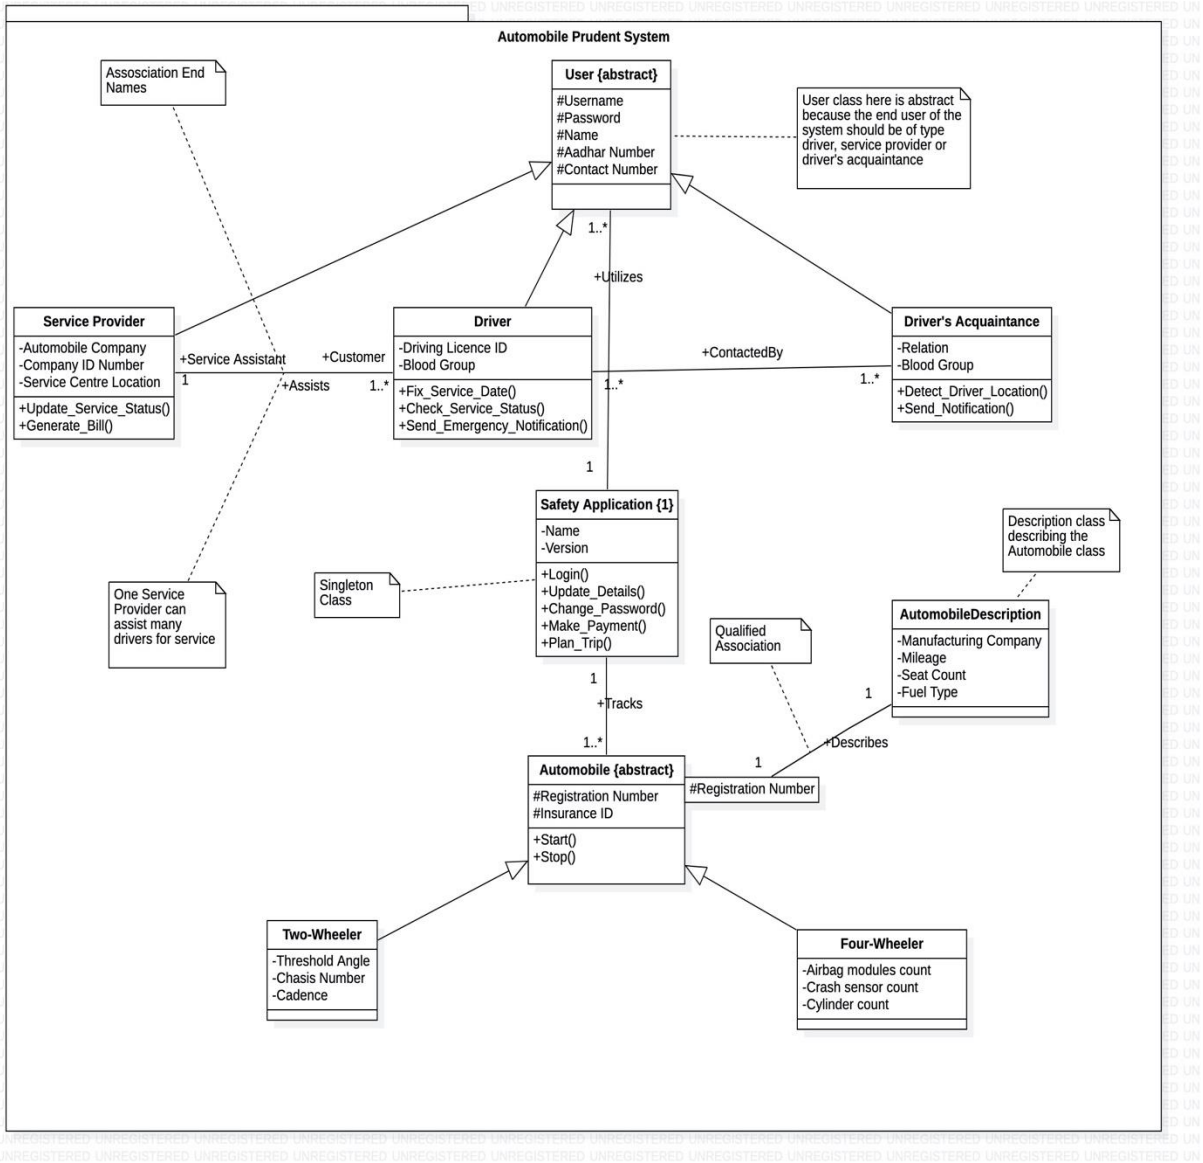 Automobile Prudent System
Assosciation End
Names
User {abstract}
#Username
#Password
#Name
#Aadhar Number
#Contact Number
User class here is abstract
because the end user of the
system should be of type
driver, service provider or
driver's acquaintance
1..*
+Utilizes
Service Provider
-Automobile Company
-Company ID Number
-Service Centre Location
+Update_Service_Status()
+Generate_Bill()
+Service Assistant
1
+Assists
+Customer
1..*
Driver
-Driving Licence ID
-Blood Group
+Fix_Service_Date()
+Check_Service_Status()
+Send_Emergency_Notification()
+ContactedBy
1..*
1..*
Driver's Acquaintance
-Relation
-Blood Group
+Detect_Driver_Location()
+Send_Notification()
1
Safety Application {1}
-Name
-Version
+Login()
+Update_Details()
+Change_Password()
+Make_Payment()
+Plan_Trip()
One Service
Provider can
assist many
drivers for service
Singleton
Class
Description class
describing the
Automobile class
Qualified
Association
AutomobileDescription
-Manufacturing Company
-Mileage
-Seat Count
-Fuel Type
1
+Tracks
1..*
1
+Describes
1
Automobile {abstract}
#Registration Number
#Insurance ID
+Start()
+Stop()
#Registration Number
Two-Wheeler
-Threshold Angle
-Chasis Number
-Cadence
Four-Wheeler
-Airbag modules count
-Crash sensor count
-Cylinder count
UNREGISTERED UNREGISTERED UNREGISTERED UNREGISTERED UNREGISTERED UNREGISTERED